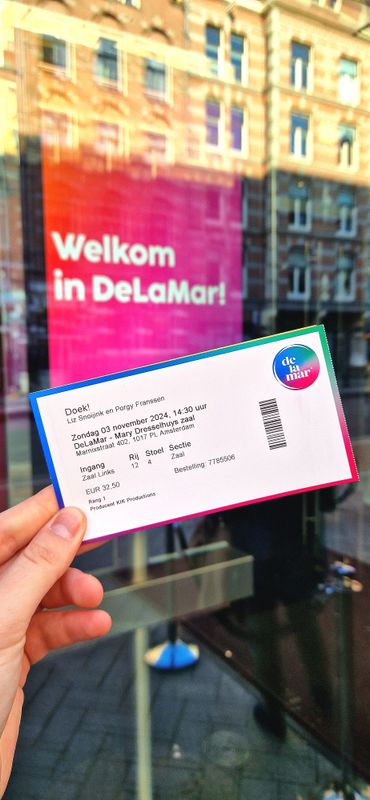 Welkom
in DeLaMar!
de
la
mar
Doek!
Liz Snoijink en Porgy Franssen
Zondag 03 november 2024, 14:30 uur
DeLaMar - Mary Dresselhuys zaal
Marnixstraat 402, 1017 PL Amsterdam
Ingang Rij Stoel Sectie
Zaal Links 12 4 Zaal
EUR 32.50 Bestelling: 7785506
Rang 1
Producent KiK Productions